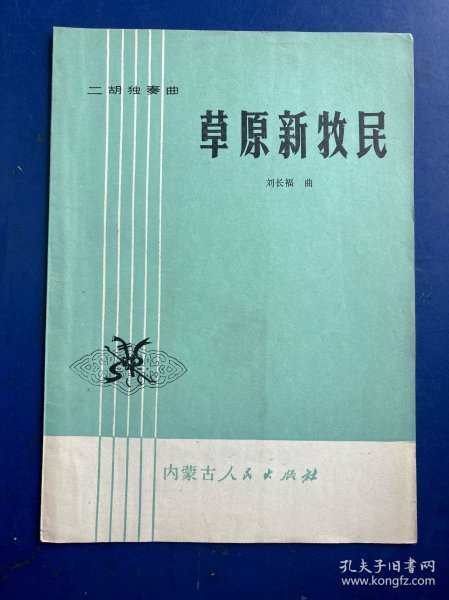 二胡独奏曲
草原新牧民
刘长福 曲
内蒙古人民出版社
孔夫子旧书网
www.kongfz.com